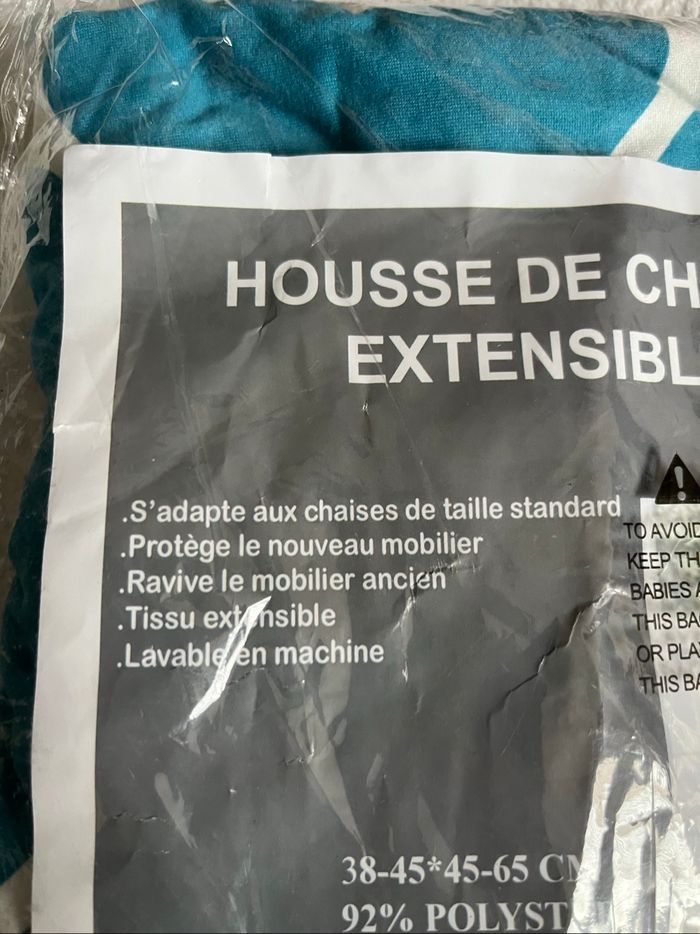 HOUSSE DE CH
EXTENSIBL
.S'adapte aux chaises de taille standard
.Protège le nouveau mobilier
.Ravive le mobilier ancien
.Tissu extensible
.Lavable en machine
TO AVOID
KEEP TH
BABIES A
THIS BA
OR PLA
THIS BA
38-45*45-65 CM
92% POLYST